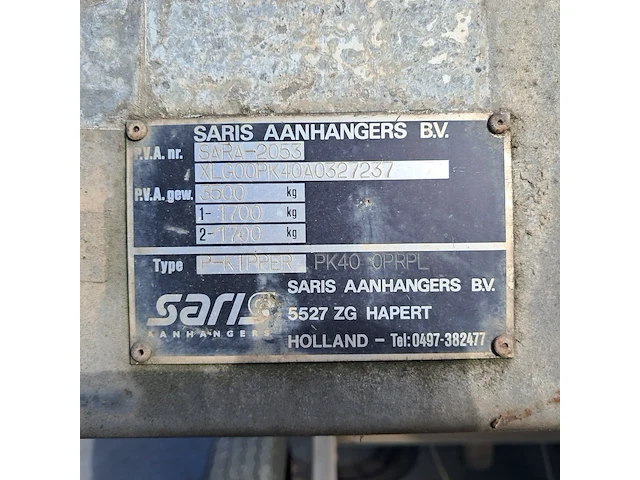 SARIS AANHANGERS B.V.
P.V.A. nr. SARA-2053
XLG00PK40A0327237
P.V.A. gew. 3500 kg
1- 1700 kg
2- 1700 kg
Type P-KIPPER PK40 0PRPL
saris
AANHANGERS
SARIS AANHANGERS B.V.
5527 ZG HAPERT
HOLLAND - Tel: 0497-382477